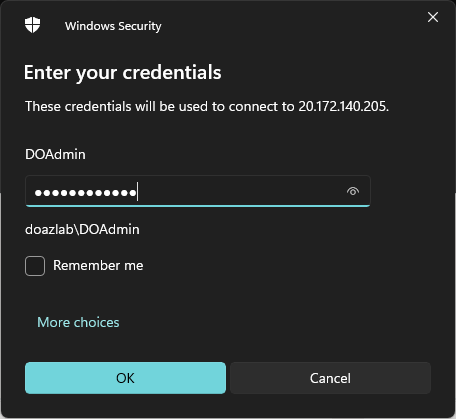 Windows Security
Enter your credentials
These credentials will be used to connect to 20.172.140.205.
DOAdmin
●●●●●●●●●●●●
doazlab\DOAdmin
Remember me
More choices
OK
Cancel